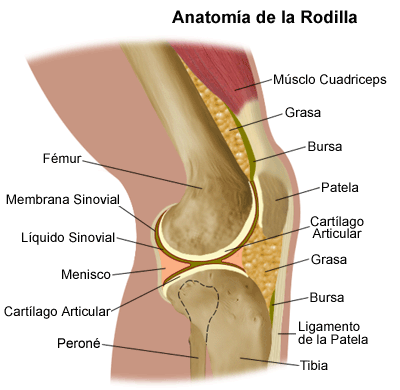 Anatomía de la Rodilla
Músclo Cuadriceps
Grasa
Bursa
Fémur
Patela
Membrana Sinovial
Cartílago
Articular
Líquido Sinovial
Grasa
Menisco
Bursa
Cartílago Articular
Ligamento
de la Patela
Peroné
Tibia